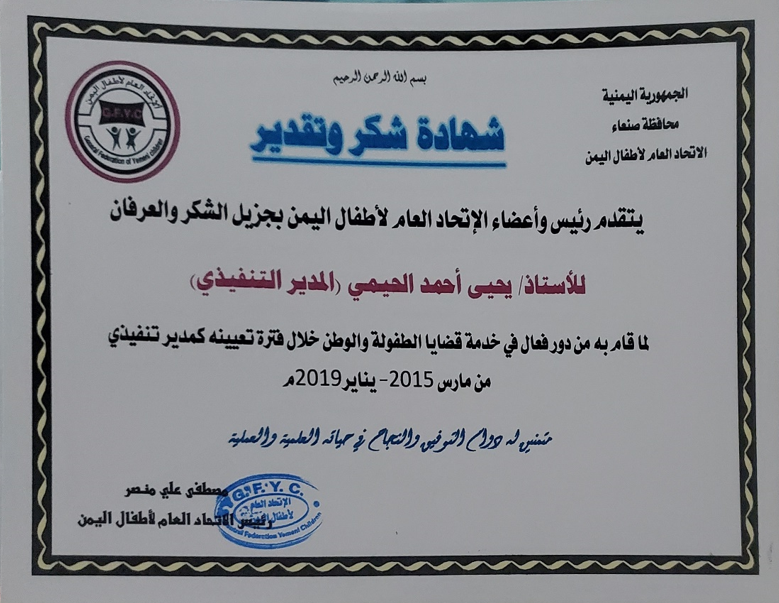 بسم الله الرحمن الرحيم
الجمهورية اليمنية
محافظة صنعاء
الاتحاد العام لأطفال اليمن
الإتحاد العام لأطفال اليمن
G.F.Y.C
General Federation of Yemeni Children
شهادة شكر وتقدير
يتقدم رئيس وأعضاء الإتحاد العام لأطفال اليمن بجزيل الشكر والعرفان
للأستاذ/ يحيى أحمد الحيمي (المدير التنفيذي)
لما قام به من دور فعال في خدمة قضايا الطفولة والوطن خلال فترة تعيينه كمدير تنفيذي
من مارس 2015- يناير 2019م
متمنين له دوام التوفيق والنجاح في حياته العلمية والعملية
مصطفى علي منصر
رئيس الاتحاد العام لأطفال اليمن
G.F.Y.C.
الإتحاد العام
لأطفال اليمن
General Federation Yemeni Children